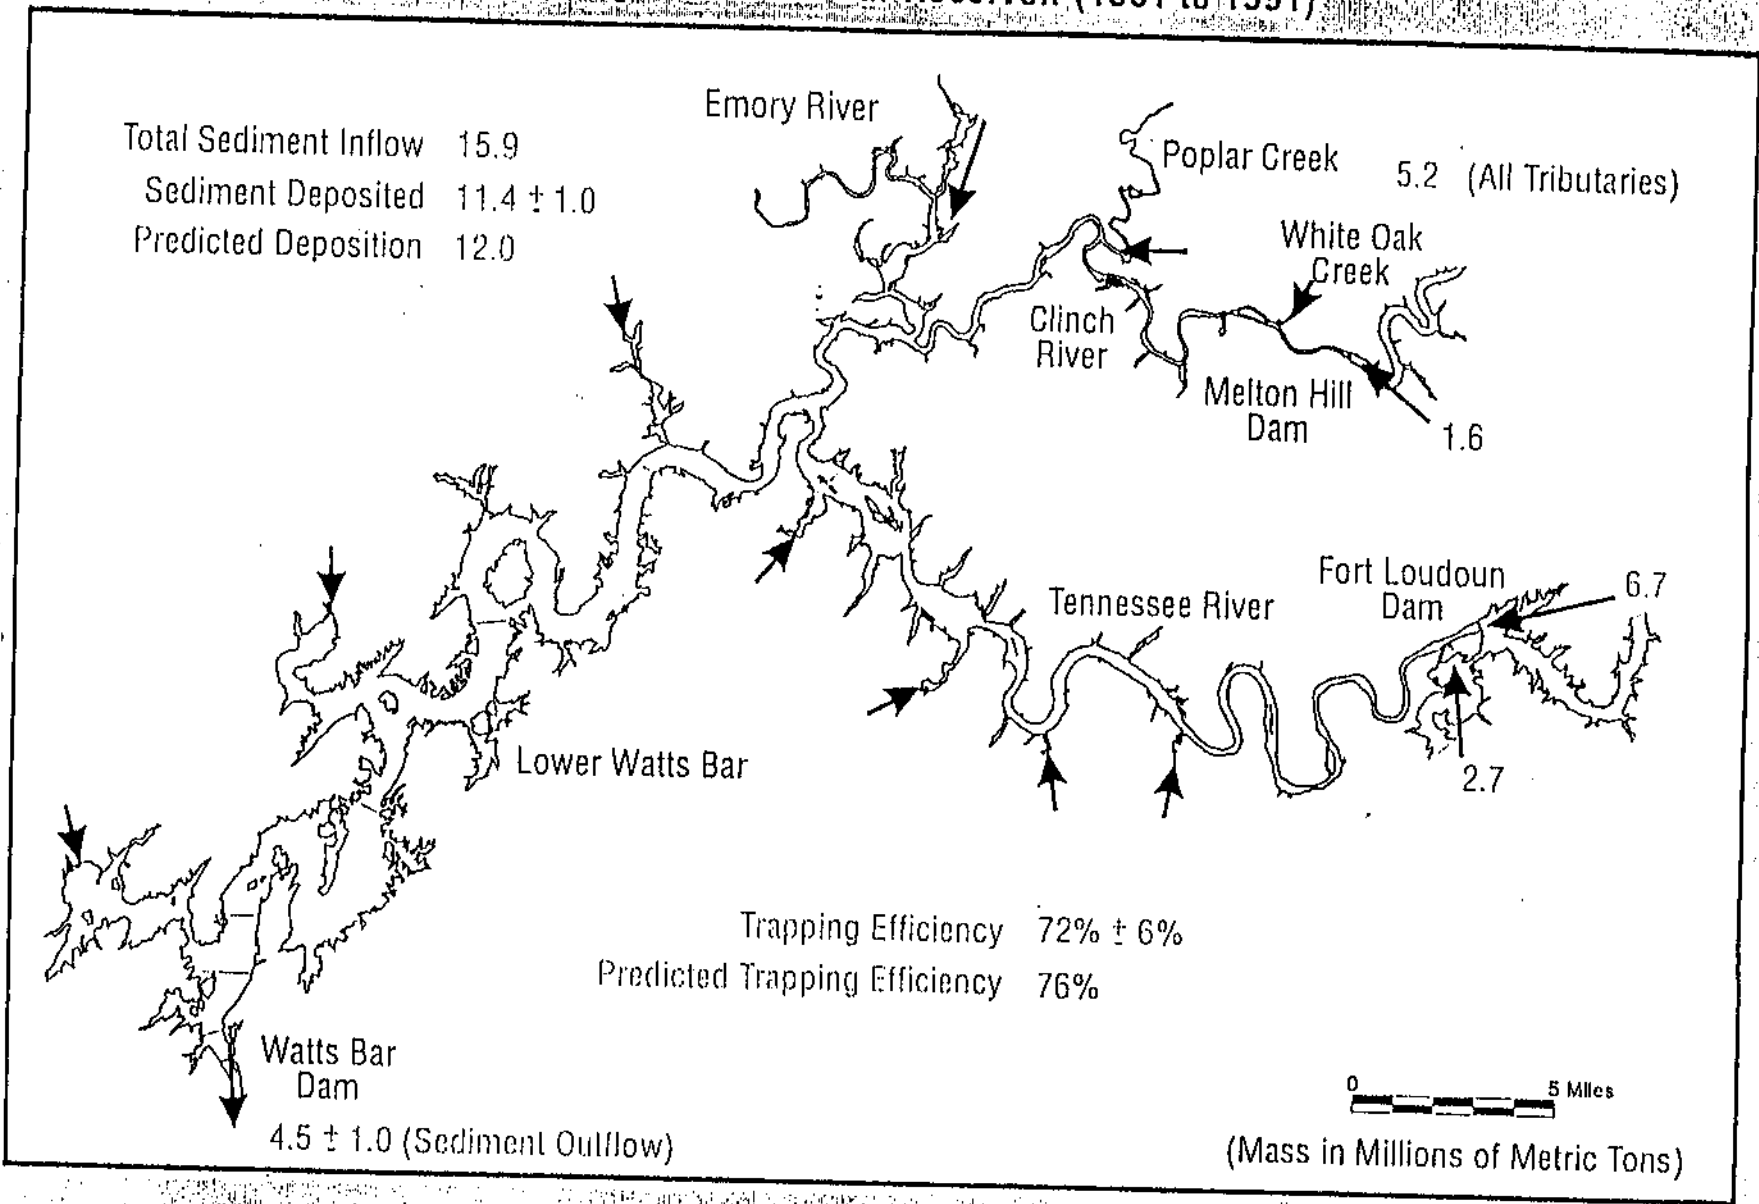 (1991)
Emory River
Total Sediment Inflow 15.9
Sediment Deposited 11.4 ± 1.0
Predicted Deposition 12.0
Poplar Creek
5.2 (All Tributaries)
White Oak
Creek
Clinch
River
Melton Hill
Dam
1.6
Fort Loudoun
Dam
6.7
Tennessee River
2.7
Lower Watts Bar
Trapping Efficiency 72% ± 6%
Predicted Trapping Efficiency 76%
Watts Bar
Dam
4.5 ± 1.0 (Sediment Outflow)
0 5 Miles
(Mass in Millions of Metric Tons)